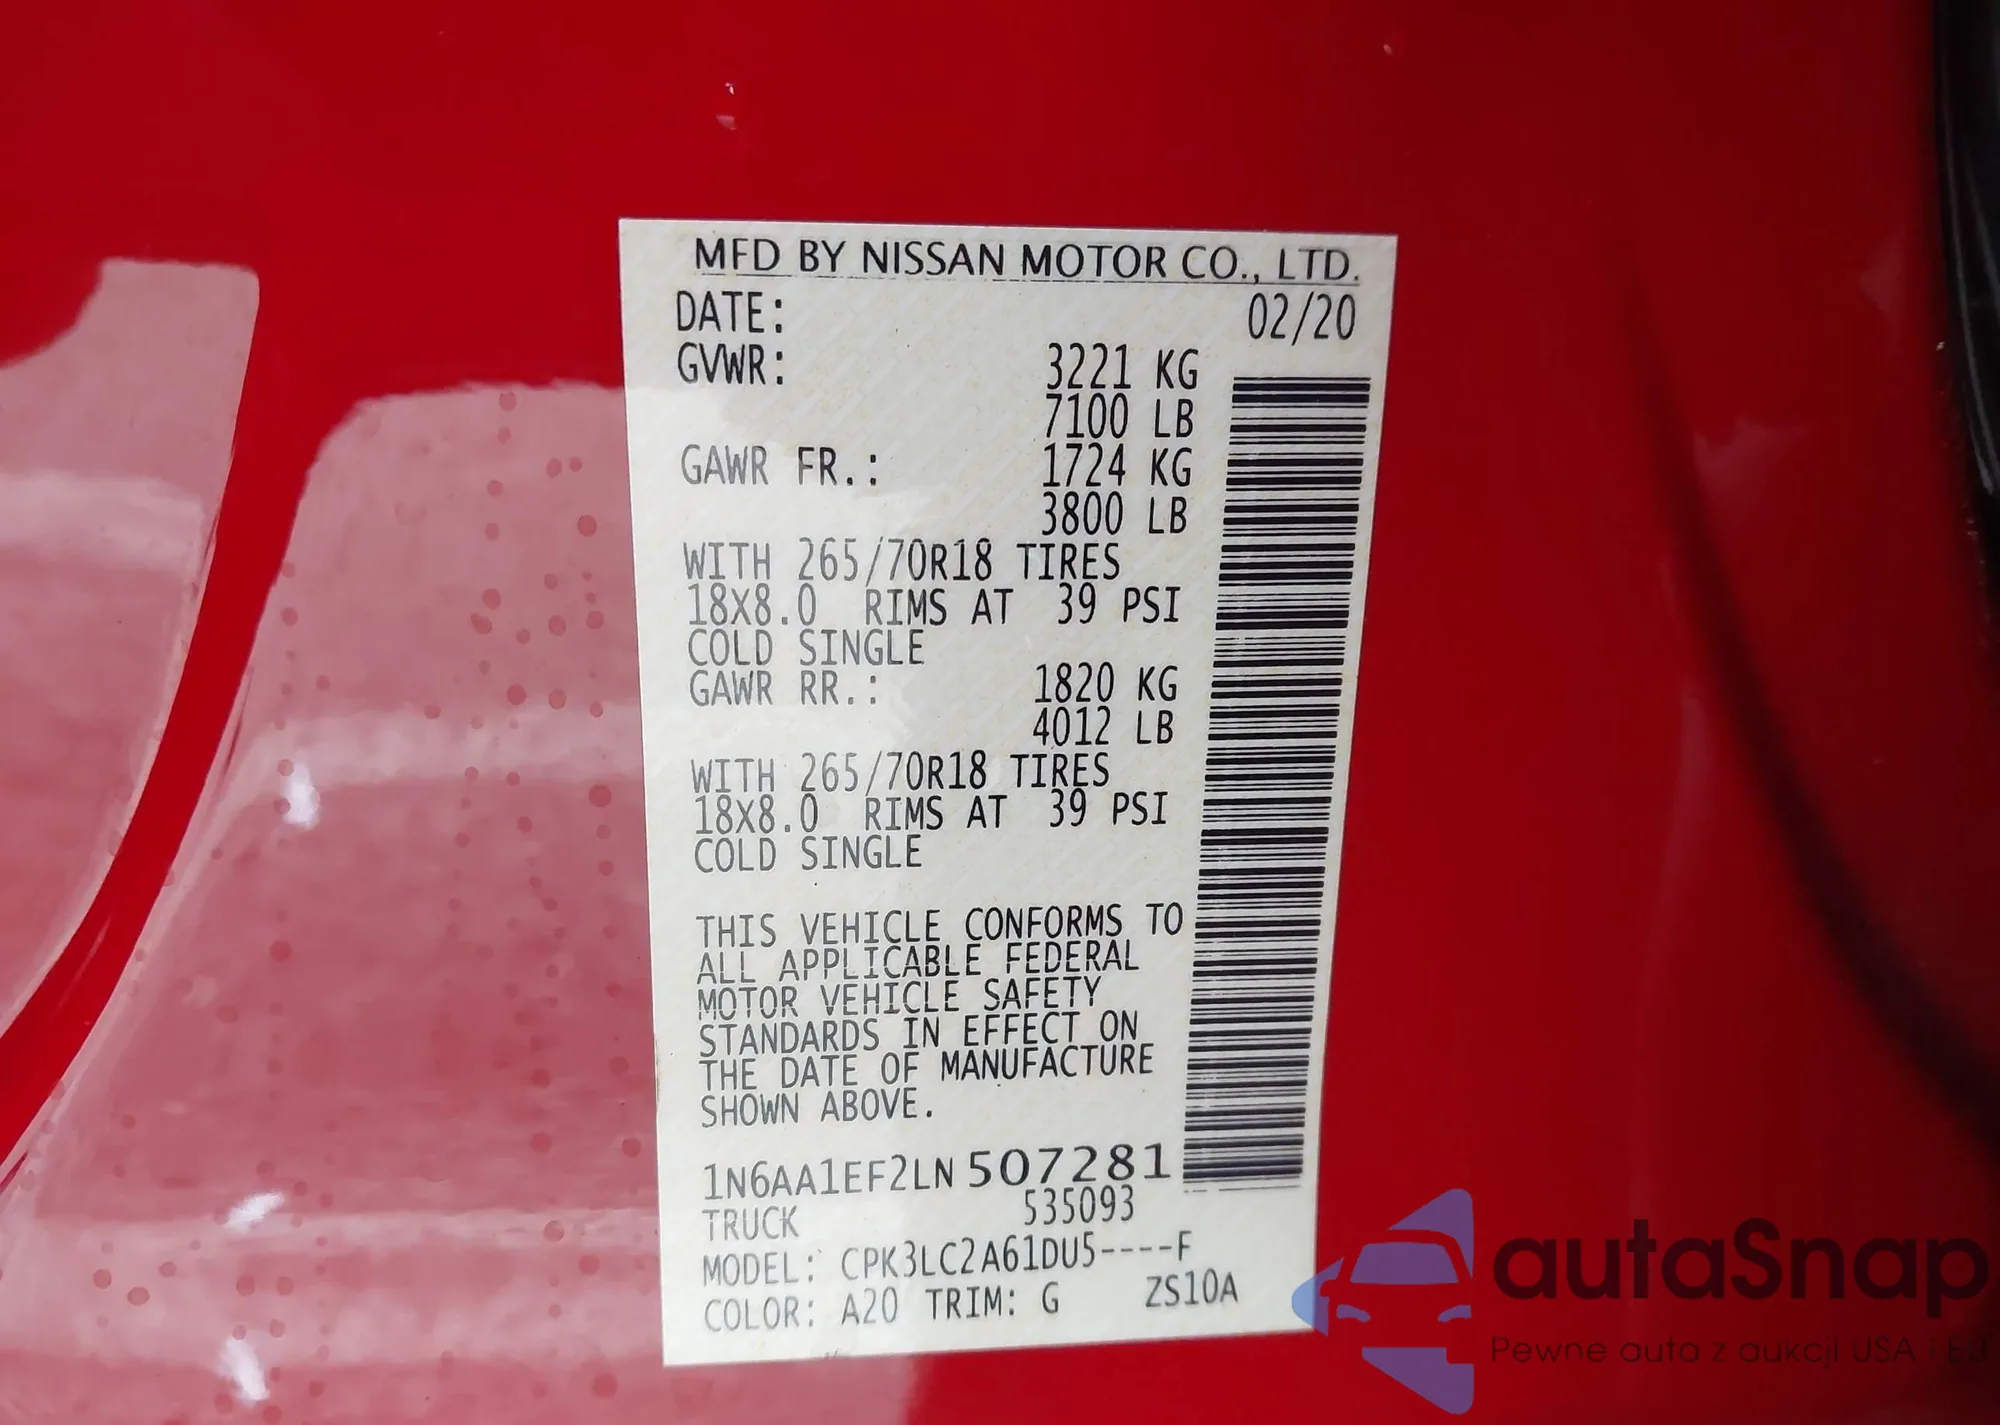 MFD BY NISSAN MOTOR CO., LTD.
DATE: 02/20
GVWR: 3221 KG
7100 LB
GAWR FR.: 1724 KG
3800 LB
WITH 265/70R18 TIRES
18X8.0 RIMS AT 39 PSI
COLD SINGLE
GAWR RR.: 1820 KG
4012 LB
WITH 265/70R18 TIRES
18X8.0 RIMS AT 39 PSI
COLD SINGLE
THIS VEHICLE CONFORMS TO
ALL APPLICABLE FEDERAL
MOTOR VEHICLE SAFETY
STANDARDS IN EFFECT ON
THE DATE OF MANUFACTURE
SHOWN ABOVE.
1N6AA1EF2LN507281
TRUCK 535093
MODEL: CPK3LC2A61DU5----F
COLOR: A20 TRIM: G ZS10A
autaSnap
Pewne auta z aukcji USA i EU